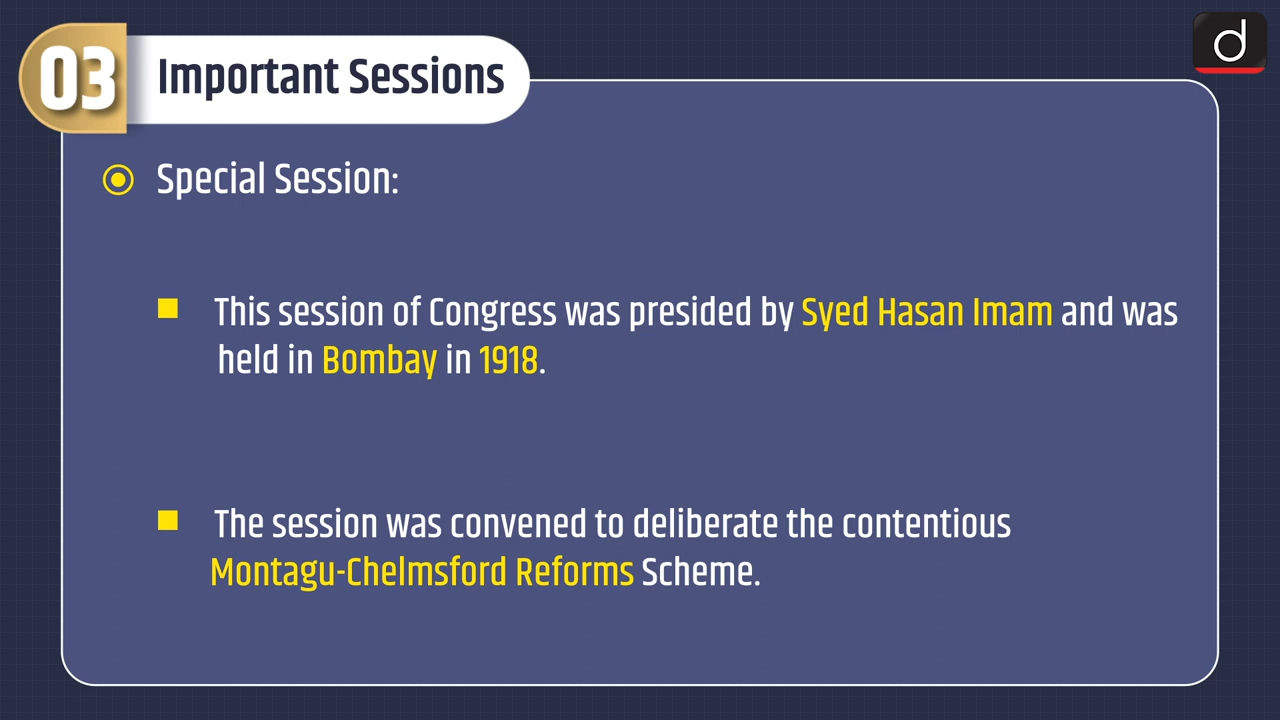 03
Important Sessions
d
Special Session:
This session of Congress was presided by Syed Hasan Imam and was
held in Bombay in 1918.
The session was convened to deliberate the contentious
Montagu-Chelmsford Reforms Scheme.